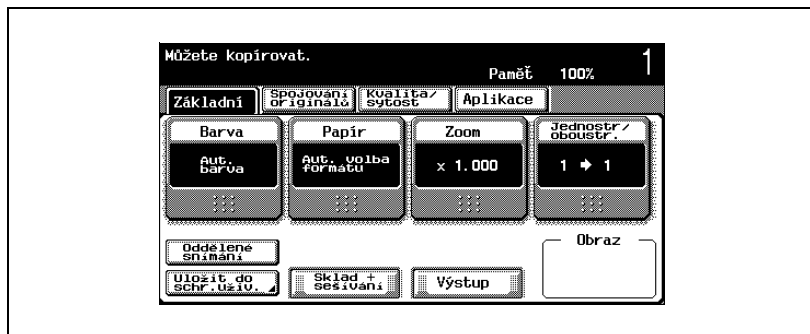 Můžete kopírovat.
Paměť 100%
1
Základní
Spojování
originálů
Kvalita/
sytost
Aplikace
Barva
Aut.
barva
Papír
Aut. volba
formátu
Zoom
x 1.000
Jednostr/
oboustr.
1 → 1
Oddělené
snímání
Obraz
Uložit do
schr.uživ.
Sklad +
sešívání
Výstup